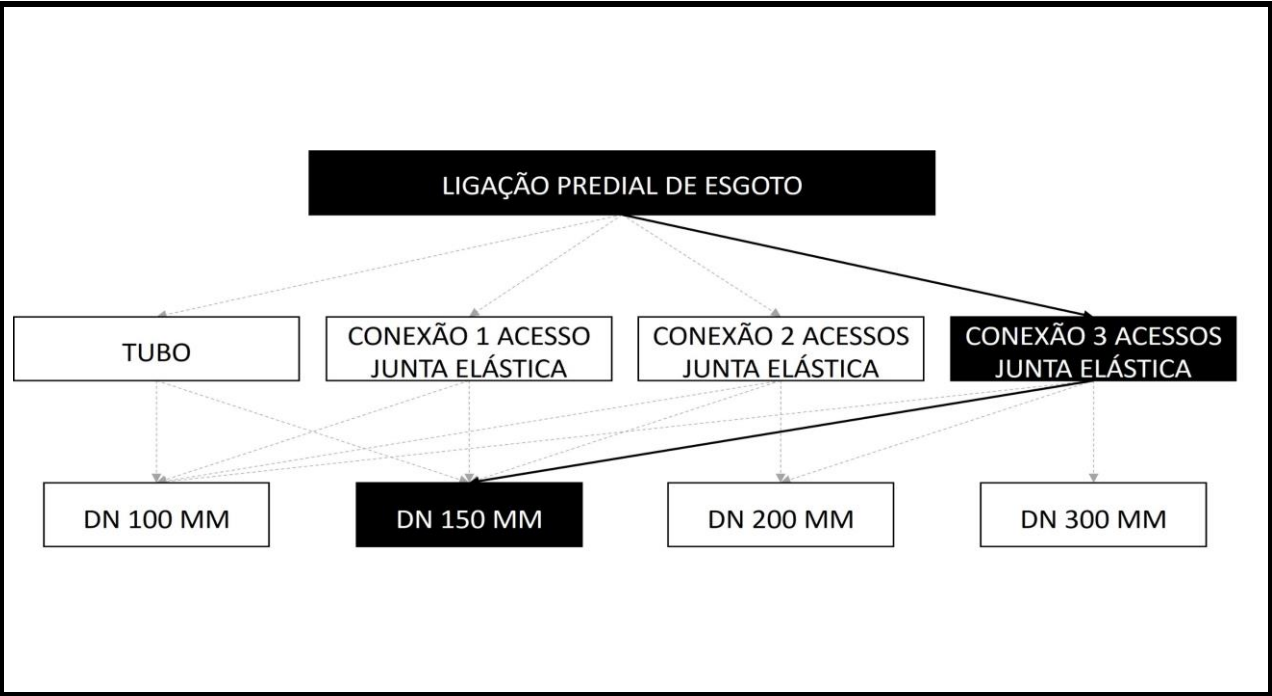 LIGAÇÃO PREDIAL DE ESGOTO
TUBO
CONEXÃO 1 ACESSO
JUNTA ELÁSTICA
CONEXÃO 2 ACESSOS
JUNTA ELÁSTICA
CONEXÃO 3 ACESSOS
JUNTA ELÁSTICA
DN 100 MM
DN 150 MM
DN 200 MM
DN 300 MM